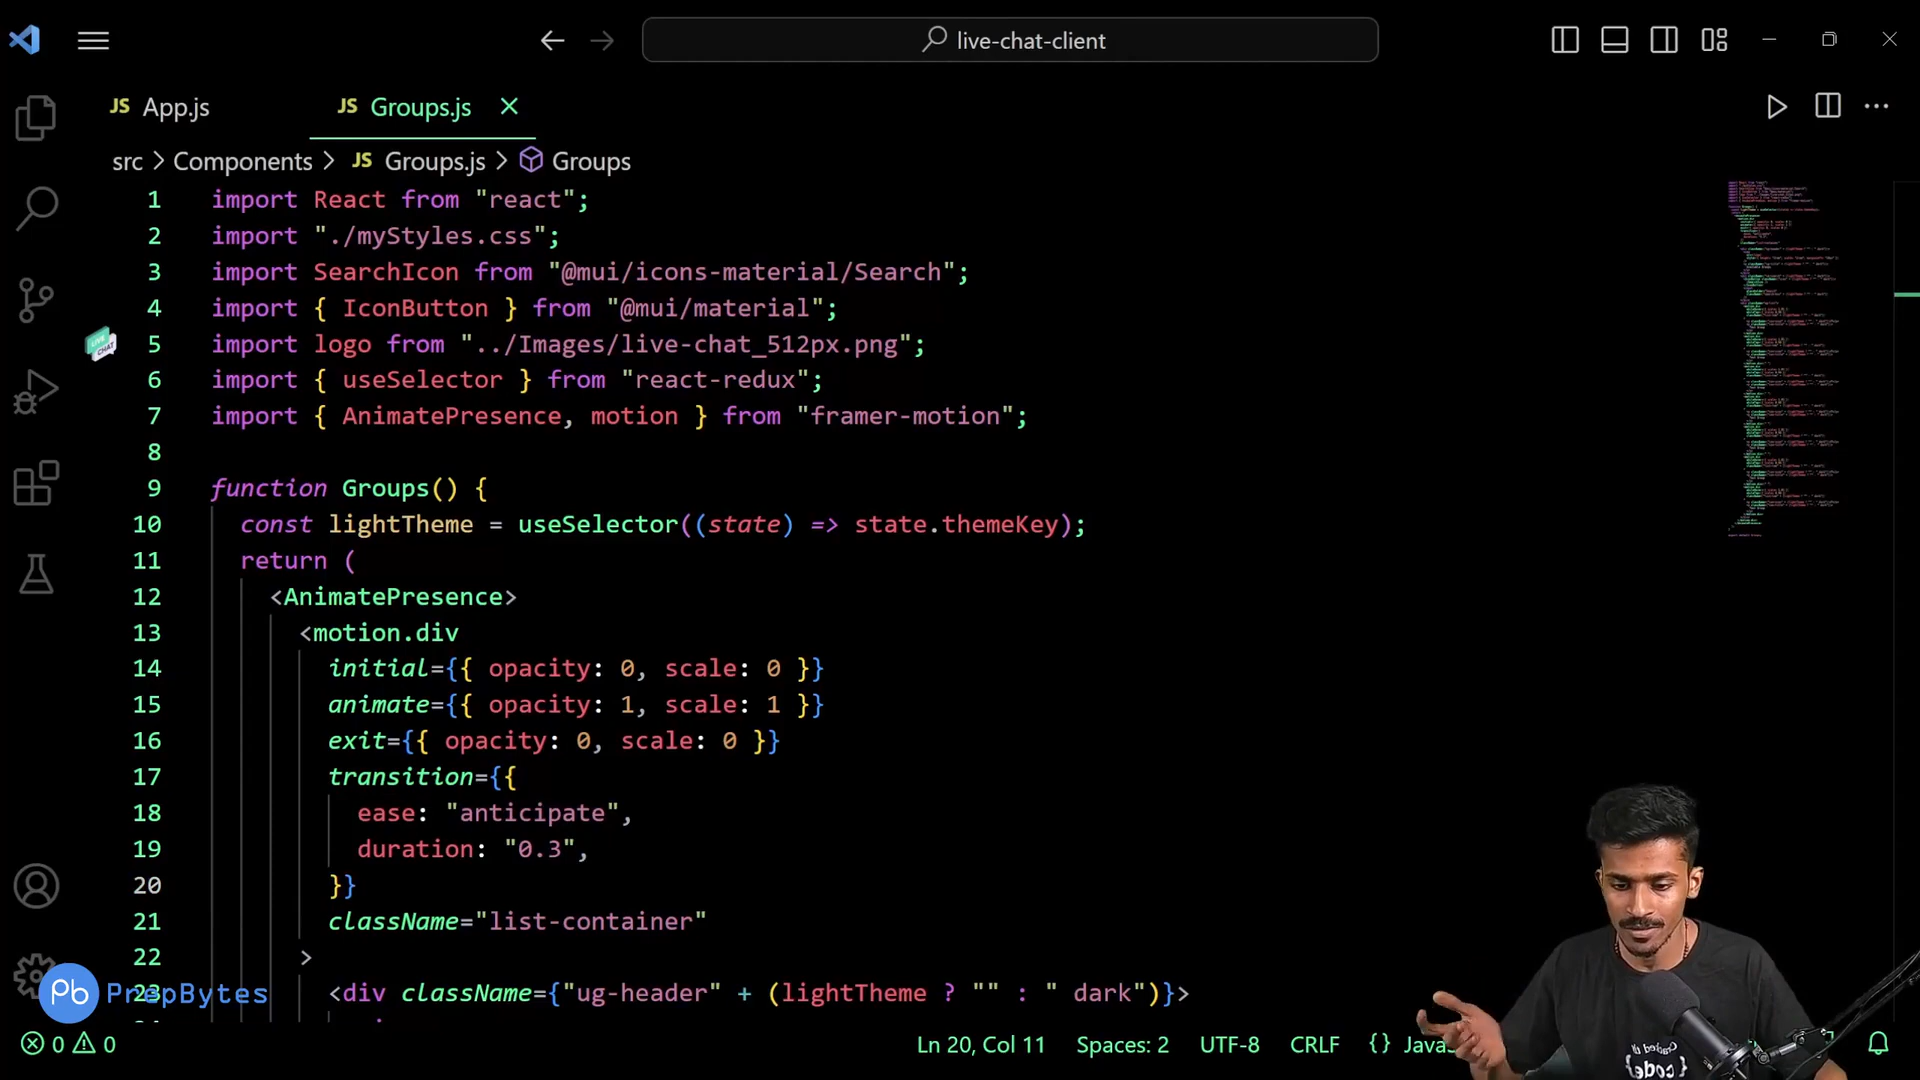 live-chat-client
JS App.js
JS Groups.js
src > Components > JS Groups.js > Groups
1 import React from "react";
2 import "./myStyles.css";
3 import SearchIcon from "@mui/icons-material/Search";
4 import { IconButton } from "@mui/material";
LIVE
CHAT
5 import logo from "../Images/live-chat_512px.png";
6 import { useSelector } from "react-redux";
7 import { AnimatePresence, motion } from "framer-motion";
8
9 function Groups() {
10 const lightTheme = useSelector((state) => state.themeKey);
11 return (
12 <AnimatePresence>
13 <motion.div
14 initial={{ opacity: 0, scale: 0 }}
15 animate={{ opacity: 1, scale: 1 }}
16 exit={{ opacity: 0, scale: 0 }}
17 transition={{
18 ease: "anticipate",
19 duration: "0.3",
20 }}
21 className="list-container"
22 >
23 <div className={"ug-header" + (lightTheme ? "" : " dark")}>
Pb PrepBytes
0 0
Ln 20, Col 11
Spaces: 2
UTF-8
CRLF
{} Javas
{code}